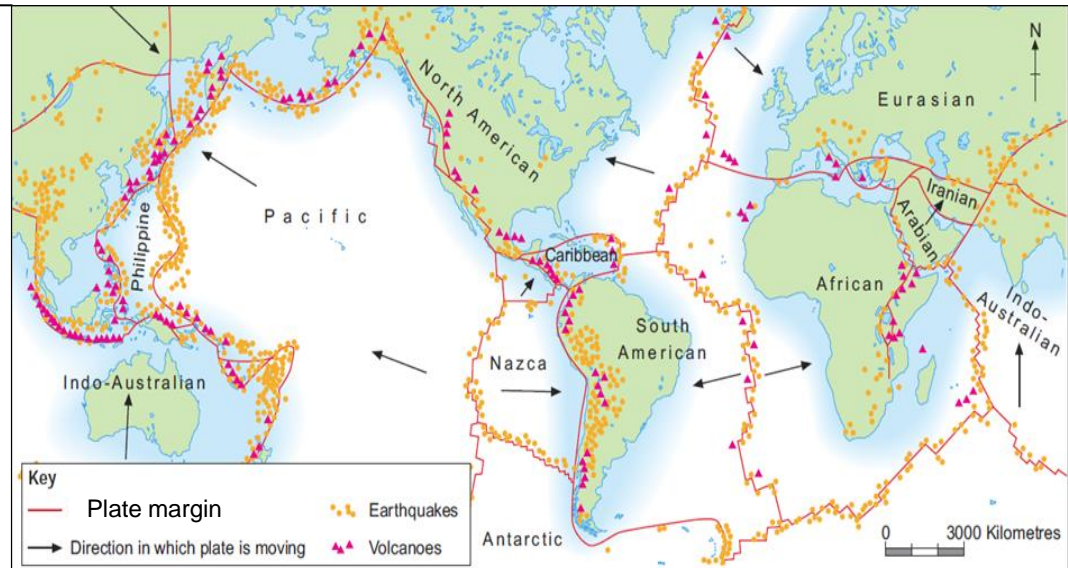 N
North
American
Eurasian
Pacific
Philippine
Caribbean
Iranian
Arabian
African
Indo-
Australian
South
American
Nazca
Indo-Australian
Antarctic
Key
Plate margin
Earthquakes
Direction in which plate is moving
Volcanoes
0 3000 Kilometres